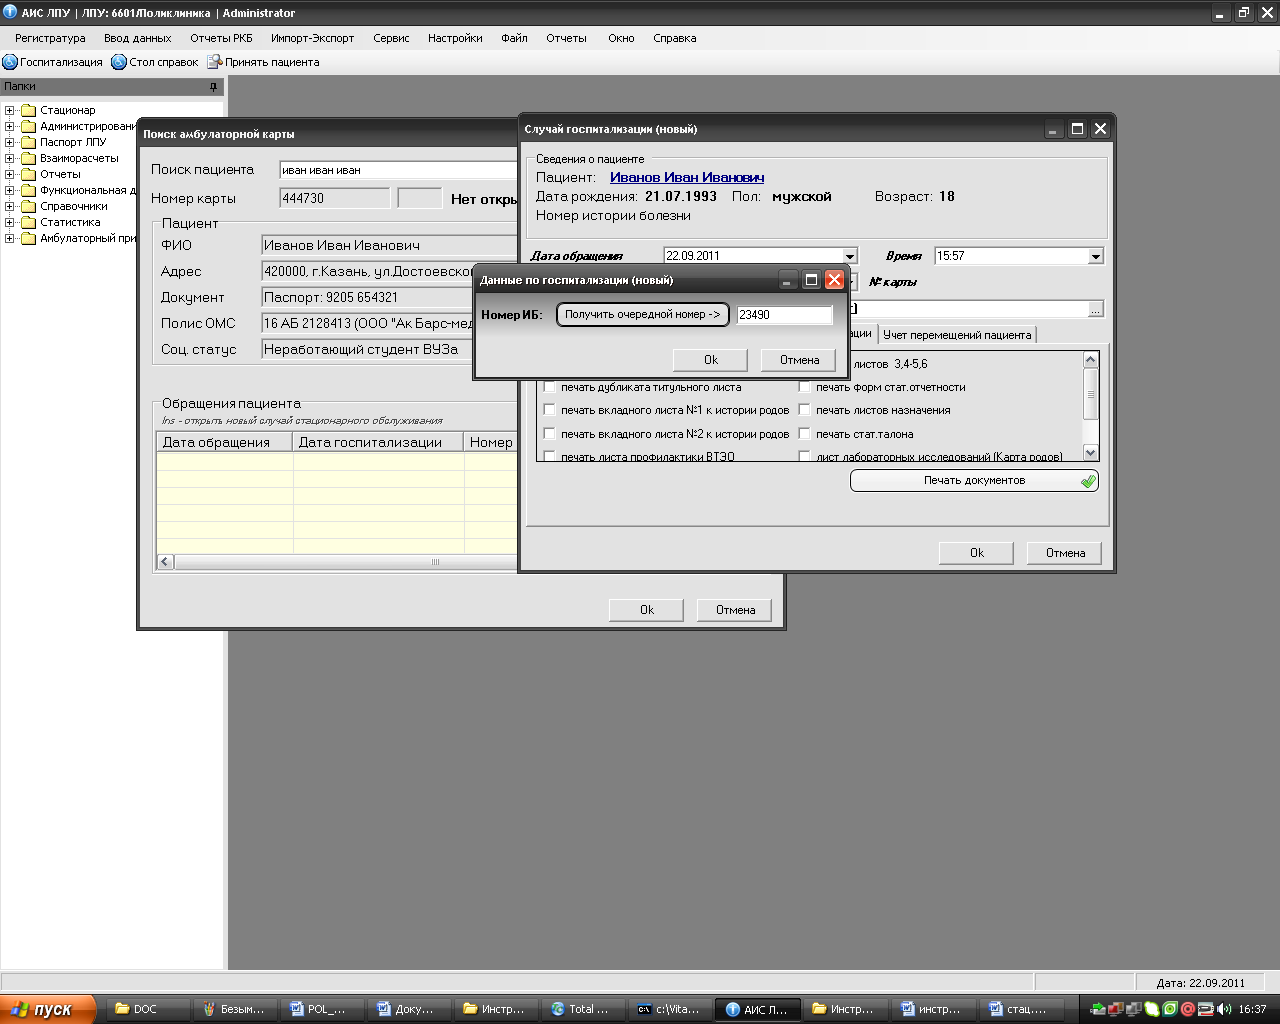 АИС ЛПУ | ЛПУ: 6601/Поликлиника | Administrator
Регистратура Ввод данных Отчеты РКБ Импорт-Экспорт Сервис Настройки Файл Отчеты Окно Справка
Госпитализация Стол справок Принять пациента
Папки
Стационар
Администрировани
Паспорт ЛПУ
Взаиморасчеты
Отчеты
Функциональная д
Справочники
Статистика
Амбулаторный при
Поиск амбулаторной карты
Поиск пациента иван иван иван
Номер карты 444730 Нет откры
Пациент
ФИО Иванов Иван Иванович
Адрес 420000, г.Казань, ул.Достоевско
Документ Паспорт: 9205 654321
Полис ОМС 16 АБ 2128413 (ООО "Ак Барс-мед
Соц. статус Неработающий студент ВУЗа
Обращения пациента
Ins - открыть новый случай стационарного обслуживания
Дата обращения Дата госпитализации Номер
Ok Отмена
Случай госпитализации (новый)
Сведения о пациенте
Пациент: Иванов Иван Иванович
Дата рождения: 21.07.1993 Пол: мужской Возраст: 18
Номер истории болезни
Дата обращения 22.09.2011 Время 15:57
№ карты
...
ации Учет перемещений пациента
листов 3,4-5,6
печать дубликата титульного листа печать форм стат.отчетности
печать вкладного листа №1 к истории родов печать листов назначения
печать вкладного листа №2 к истории родов печать стат.талона
печать листа профилактики ВТЭО лист лабораторных исследований (Карта родов)
Печать документов
Ok Отмена
Данные по госпитализации (новый)
Номер ИБ: Получить очередной номер -> 23490
Ok Отмена
Дата: 22.09.2011
пуск DOC Безым... POL_... Доку... Инстр... Total ... c:\Vita... АИС Л... Инстр... инстр... стац.... 16:37